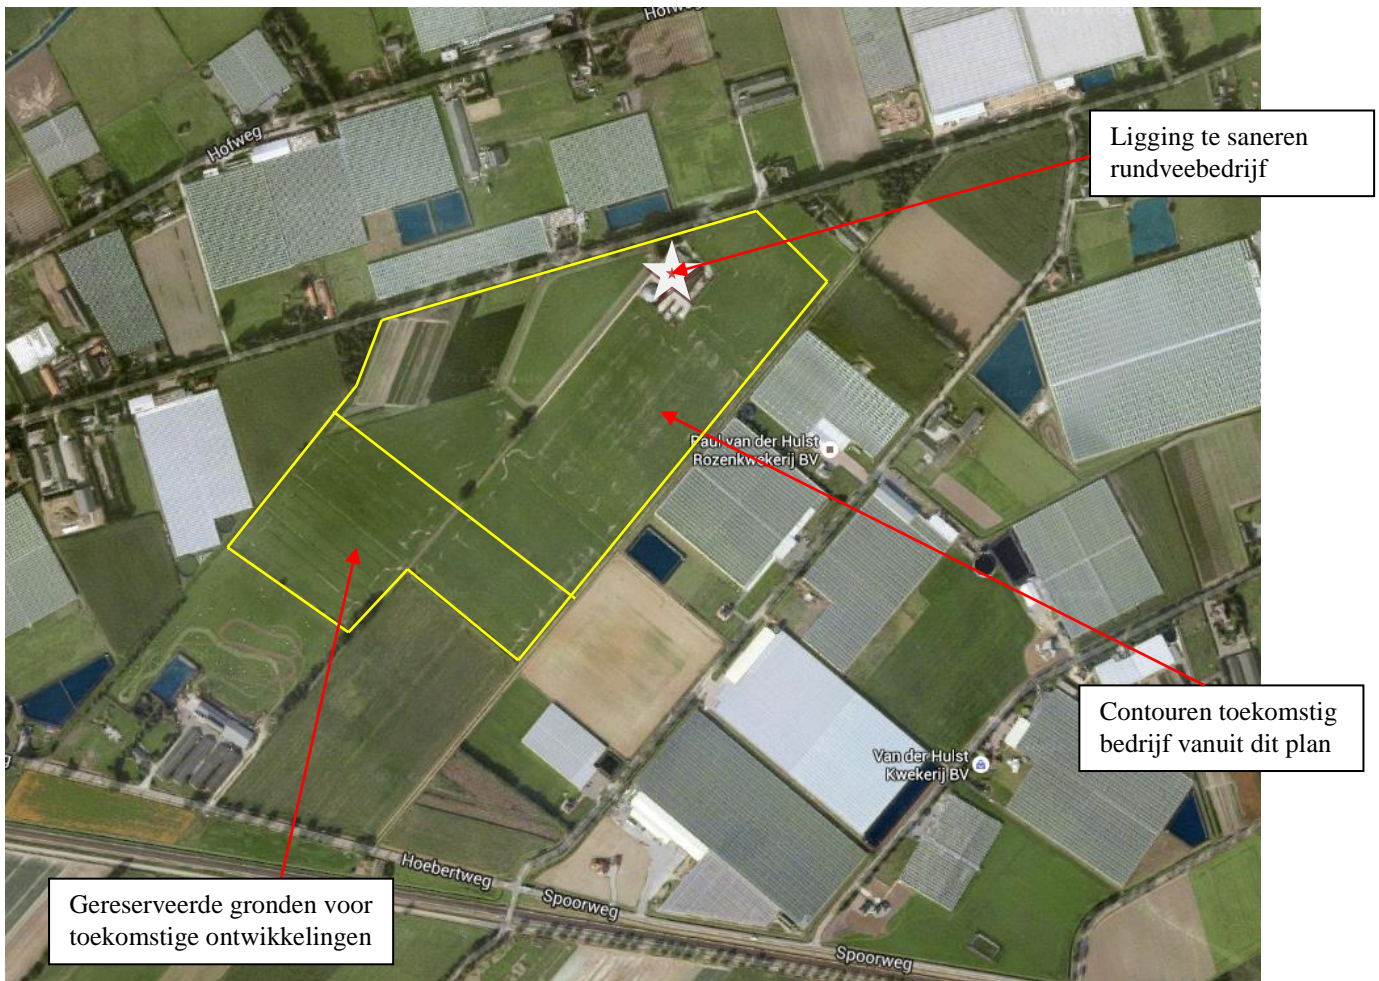 Hofweg
Hofweg
Ligging te saneren
rundveebedrijf
Paul van der Hulst
Rozenkwekerij BV
Contouren toekomstig
bedrijf vanuit dit plan
Van der Hulst
Kwekerij BV
Hoebertweg
Spoorweg
Spoorweg
Gereserveerde gronden voor
toekomstige ontwikkelingen